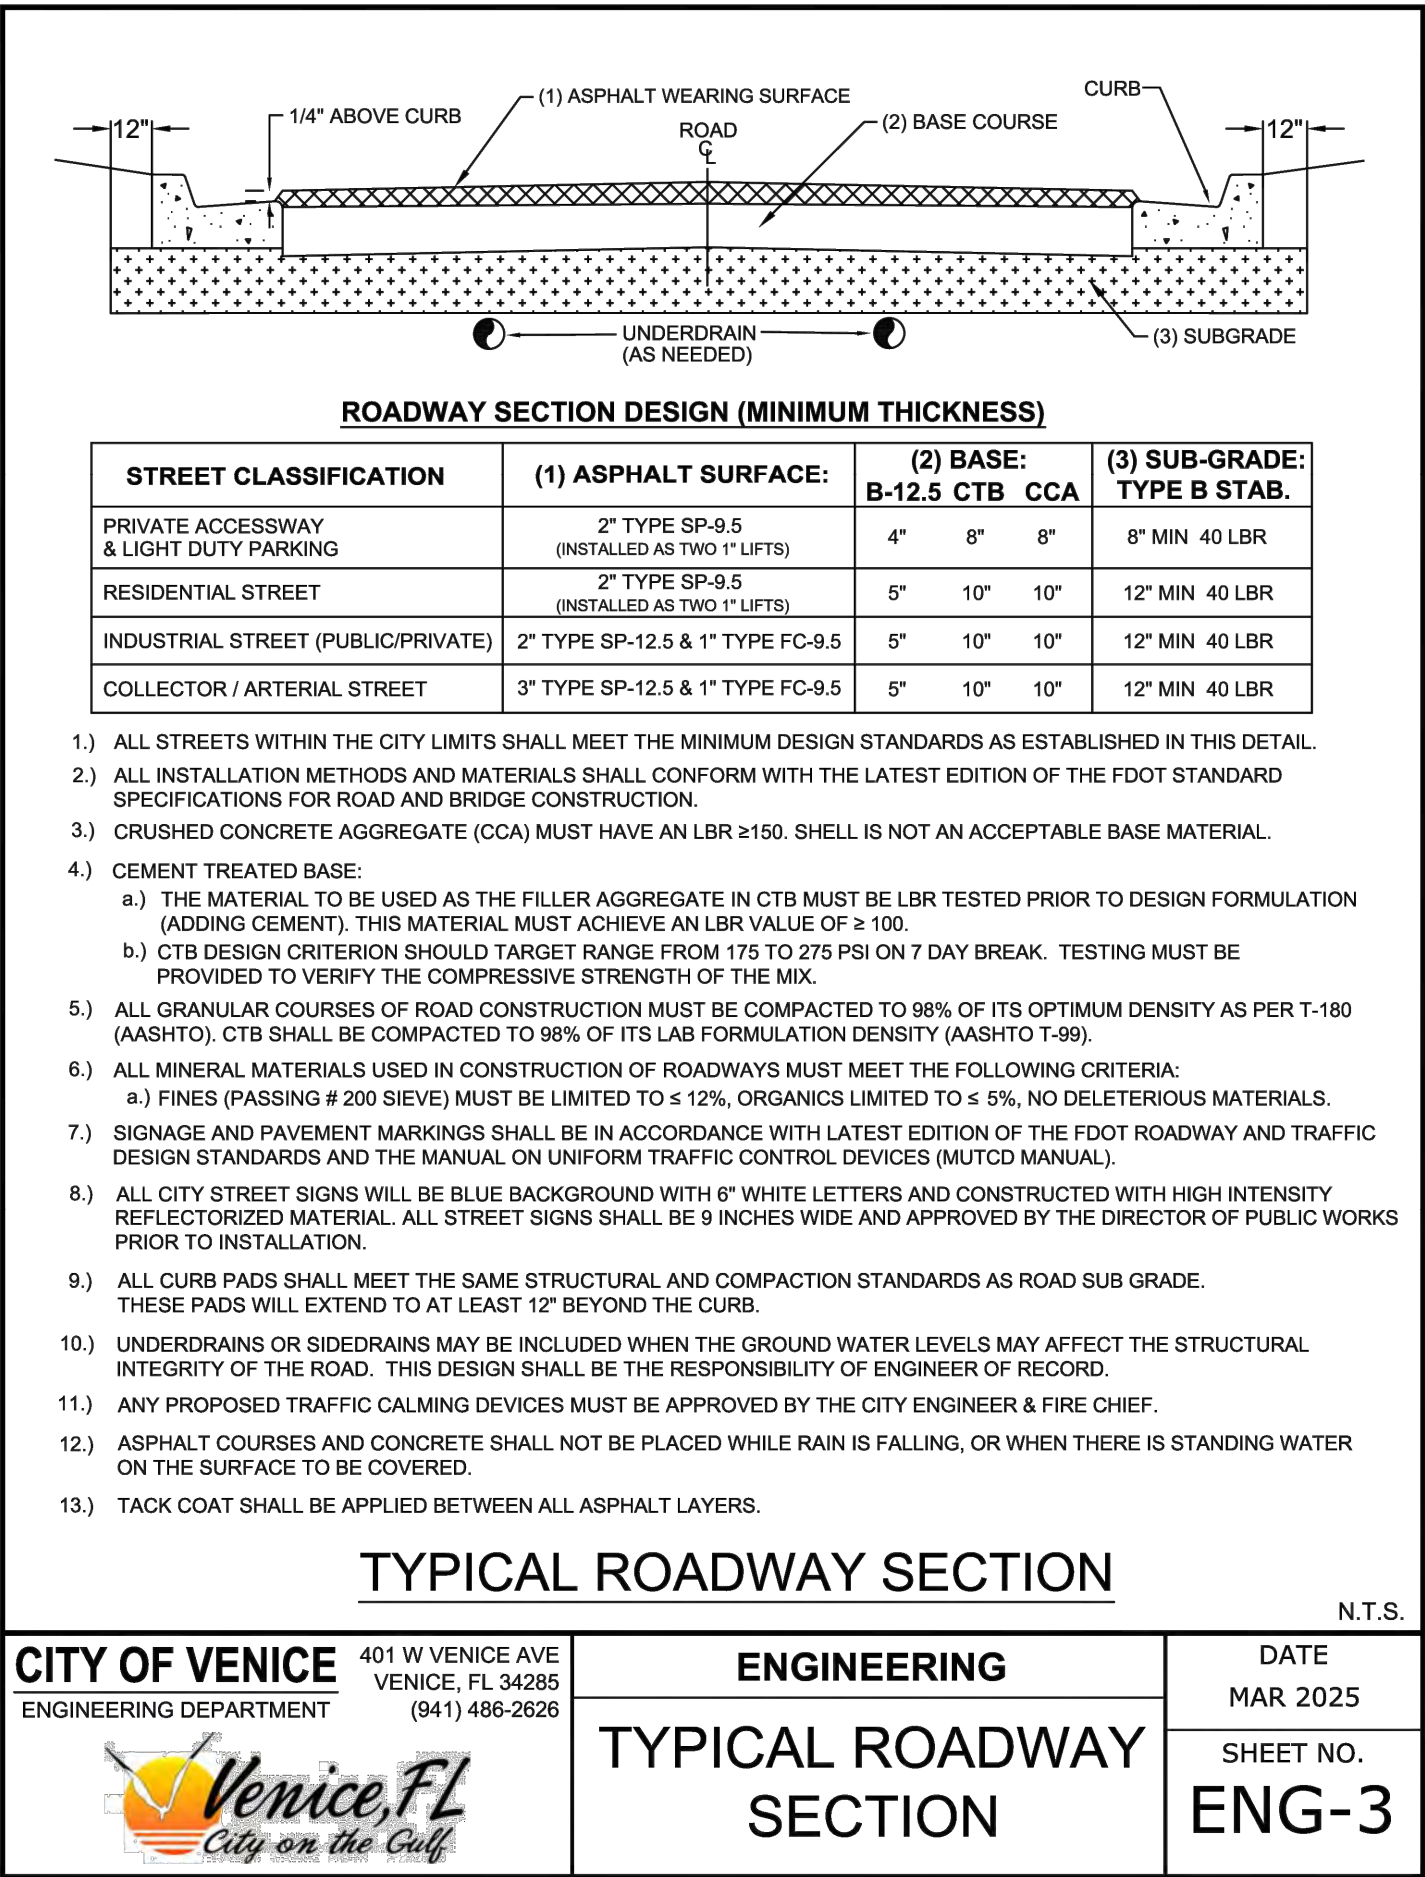 1/4" ABOVE CURB
(1) ASPHALT WEARING SURFACE
CURB
12"
ROAD
℄
(2) BASE COURSE
12"
UNDERDRAIN
(AS NEEDED)
(3) SUBGRADE
ROADWAY SECTION DESIGN (MINIMUM THICKNESS)
STREET CLASSIFICATION (1) ASPHALT SURFACE: (2) BASE: (3) SUB-GRADE:
B-12.5 CTB CCA TYPE B STAB.
PRIVATE ACCESSWAY 2" TYPE SP-9.5
& LIGHT DUTY PARKING (INSTALLED AS TWO 1" LIFTS) 4" 8" 8" 8" MIN 40 LBR
RESIDENTIAL STREET 2" TYPE SP-9.5 5" 10" 10" 12" MIN 40 LBR
(INSTALLED AS TWO 1" LIFTS)
INDUSTRIAL STREET (PUBLIC/PRIVATE) 2" TYPE SP-12.5 & 1" TYPE FC-9.5 5" 10" 10" 12" MIN 40 LBR
COLLECTOR / ARTERIAL STREET 3" TYPE SP-12.5 & 1" TYPE FC-9.5 5" 10" 10" 12" MIN 40 LBR
1.) ALL STREETS WITHIN THE CITY LIMITS SHALL MEET THE MINIMUM DESIGN STANDARDS AS ESTABLISHED IN THIS DETAIL.
2.) ALL INSTALLATION METHODS AND MATERIALS SHALL CONFORM WITH THE LATEST EDITION OF THE FDOT STANDARD
SPECIFICATIONS FOR ROAD AND BRIDGE CONSTRUCTION.
3.) CRUSHED CONCRETE AGGREGATE (CCA) MUST HAVE AN LBR ≥150. SHELL IS NOT AN ACCEPTABLE BASE MATERIAL.
4.) CEMENT TREATED BASE:
a.) THE MATERIAL TO BE USED AS THE FILLER AGGREGATE IN CTB MUST BE LBR TESTED PRIOR TO DESIGN FORMULATION
(ADDING CEMENT). THIS MATERIAL MUST ACHIEVE AN LBR VALUE OF ≥ 100.
b.) CTB DESIGN CRITERION SHOULD TARGET RANGE FROM 175 TO 275 PSI ON 7 DAY BREAK. TESTING MUST BE
PROVIDED TO VERIFY THE COMPRESSIVE STRENGTH OF THE MIX.
5.) ALL GRANULAR COURSES OF ROAD CONSTRUCTION MUST BE COMPACTED TO 98% OF ITS OPTIMUM DENSITY AS PER T-180
(AASHTO). CTB SHALL BE COMPACTED TO 98% OF ITS LAB FORMULATION DENSITY (AASHTO T-99).
6.) ALL MINERAL MATERIALS USED IN CONSTRUCTION OF ROADWAYS MUST MEET THE FOLLOWING CRITERIA:
a.) FINES (PASSING # 200 SIEVE) MUST BE LIMITED TO ≤ 12%, ORGANICS LIMITED TO ≤ 5%, NO DELETERIOUS MATERIALS.
7.) SIGNAGE AND PAVEMENT MARKINGS SHALL BE IN ACCORDANCE WITH LATEST EDITION OF THE FDOT ROADWAY AND TRAFFIC
DESIGN STANDARDS AND THE MANUAL ON UNIFORM TRAFFIC CONTROL DEVICES (MUTCD MANUAL).
8.) ALL CITY STREET SIGNS WILL BE BLUE BACKGROUND WITH 6" WHITE LETTERS AND CONSTRUCTED WITH HIGH INTENSITY
REFLECTORIZED MATERIAL. ALL STREET SIGNS SHALL BE 9 INCHES WIDE AND APPROVED BY THE DIRECTOR OF PUBLIC WORKS
PRIOR TO INSTALLATION.
9.) ALL CURB PADS SHALL MEET THE SAME STRUCTURAL AND COMPACTION STANDARDS AS ROAD SUB GRADE.
THESE PADS WILL EXTEND TO AT LEAST 12" BEYOND THE CURB.
10.) UNDERDRAINS OR SIDEDRAINS MAY BE INCLUDED WHEN THE GROUND WATER LEVELS MAY AFFECT THE STRUCTURAL
INTEGRITY OF THE ROAD. THIS DESIGN SHALL BE THE RESPONSIBILITY OF ENGINEER OF RECORD.
11.) ANY PROPOSED TRAFFIC CALMING DEVICES MUST BE APPROVED BY THE CITY ENGINEER & FIRE CHIEF.
12.) ASPHALT COURSES AND CONCRETE SHALL NOT BE PLACED WHILE RAIN IS FALLING, OR WHEN THERE IS STANDING WATER
ON THE SURFACE TO BE COVERED.
13.) TACK COAT SHALL BE APPLIED BETWEEN ALL ASPHALT LAYERS.
TYPICAL ROADWAY SECTION
N.T.S.
CITY OF VENICE
ENGINEERING DEPARTMENT
401 W VENICE AVE
VENICE, FL 34285
(941) 486-2626
Venice, FL
City on the Gulf
ENGINEERING
TYPICAL ROADWAY
SECTION
DATE
MAR 2025
SHEET NO.
ENG-3